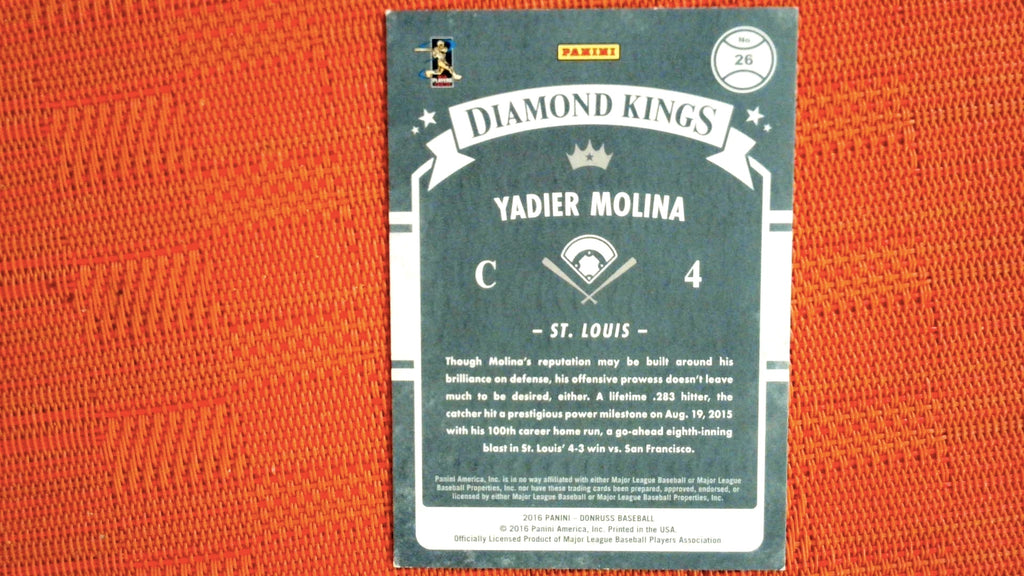 PLAYERS
PANINI
No.
26
DIAMOND KINGS
YADIER MOLINA
C
4
– ST. LOUIS –
Though Molina's reputation may be built around his
brilliance on defense, his offensive prowess doesn't leave
much to be desired, either. A lifetime .283 hitter, the
catcher hit a prestigious power milestone on Aug. 19, 2015
with his 100th career home run, a go-ahead eighth-inning
blast in St. Louis' 4-3 win vs. San Francisco.
Panini America, Inc. is in no way affiliated with either Major League Baseball or Major League
Baseball Properties, Inc. nor have these trading cards been prepared, approved, endorsed, or
licensed by either Major League Baseball or Major League Baseball Properties, Inc.
2016 PANINI - DONRUSS BASEBALL
© 2016 Panini America, Inc. Printed in the USA.
Officially Licensed Product of Major League Baseball Players Association